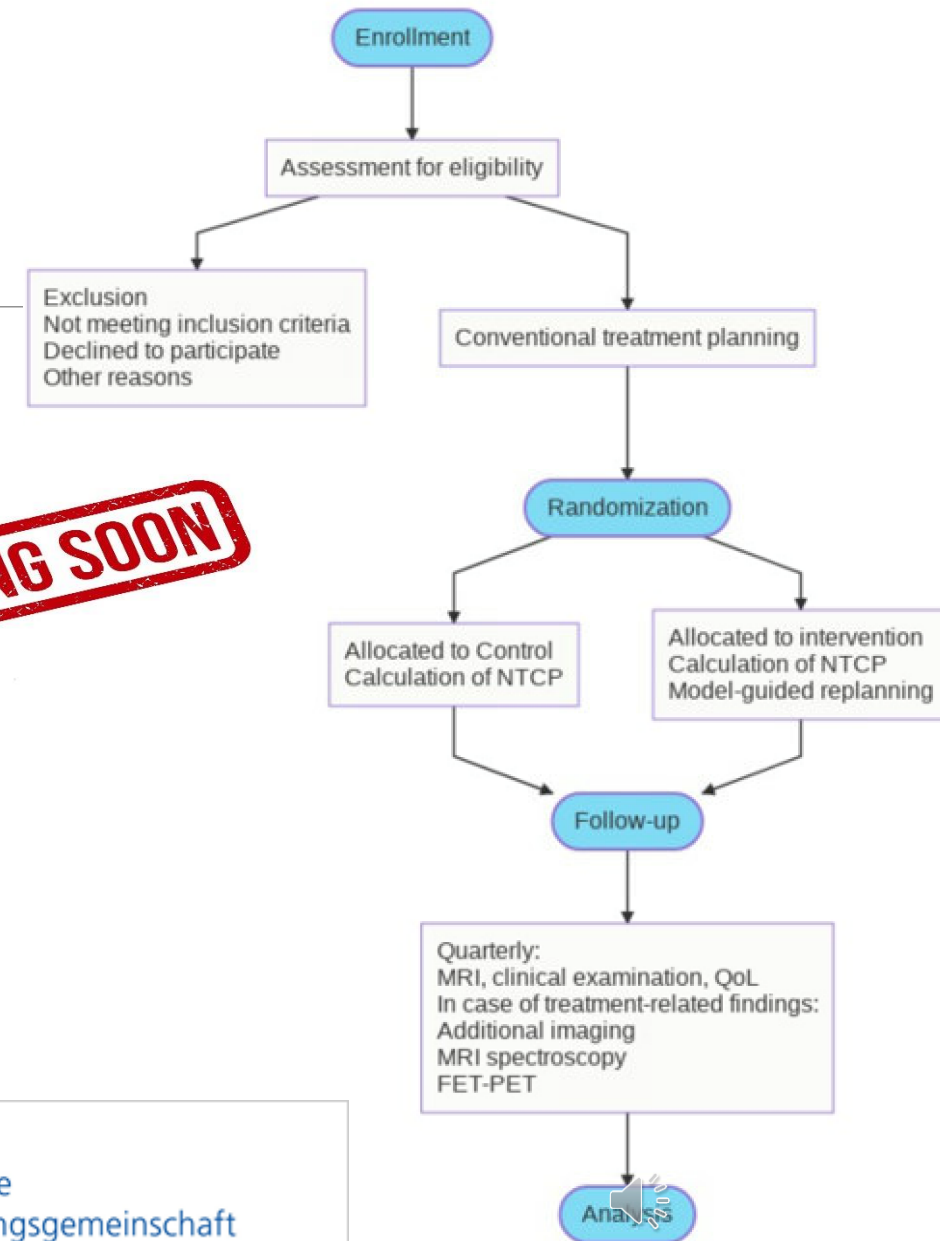 Enrollment
Assessment for eligibility
Exclusion
Not meeting inclusion criteria
Declined to participate
Other reasons
Conventional treatment planning
Randomization
NG SOON
Allocated to Control
Calculation of NTCP
Allocated to intervention
Calculation of NTCP
Model-guided replanning
Follow-up
Quarterly:
MRI, clinical examination, QoL
In case of treatment-related findings:
Additional imaging
MRI spectroscopy
FET-PET
e
ngsgemeinschaft
Analysis